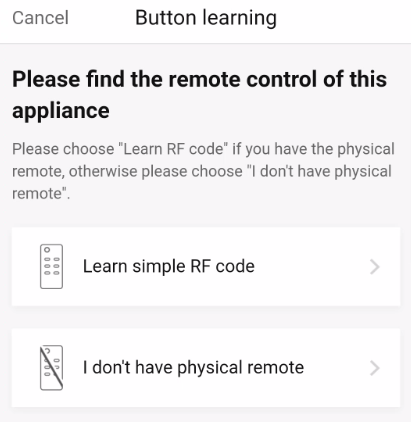 Cancel Button learning
Please find the remote control of this
appliance
Please choose "Learn RF code" if you have the physical
remote, otherwise please choose "I don't have physical
remote".
Learn simple RF code
I don't have physical remote